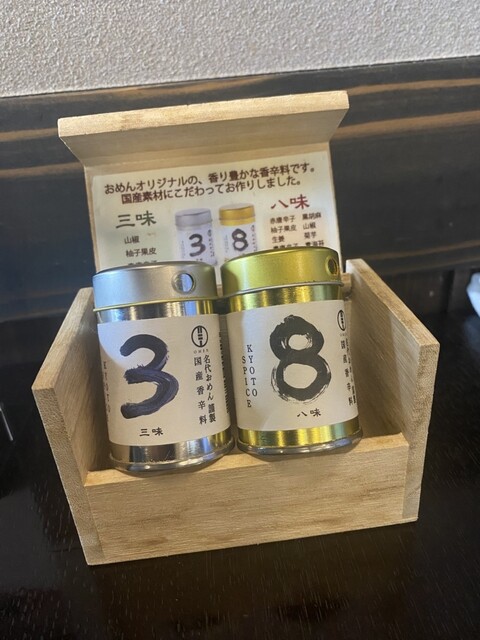 おめんオリジナルの、香り豊かな香辛料です。
国産素材にこだわってお作りしました。
三味
山椒
柚子果皮
八味
赤唐辛子 黒胡麻
柚子果皮 山椒
生姜 菊芋
3
8
3
KYOTO
名代おめん謹製
国産香辛料
三味
KYOTO
SPICE
8
国産香辛料
八味